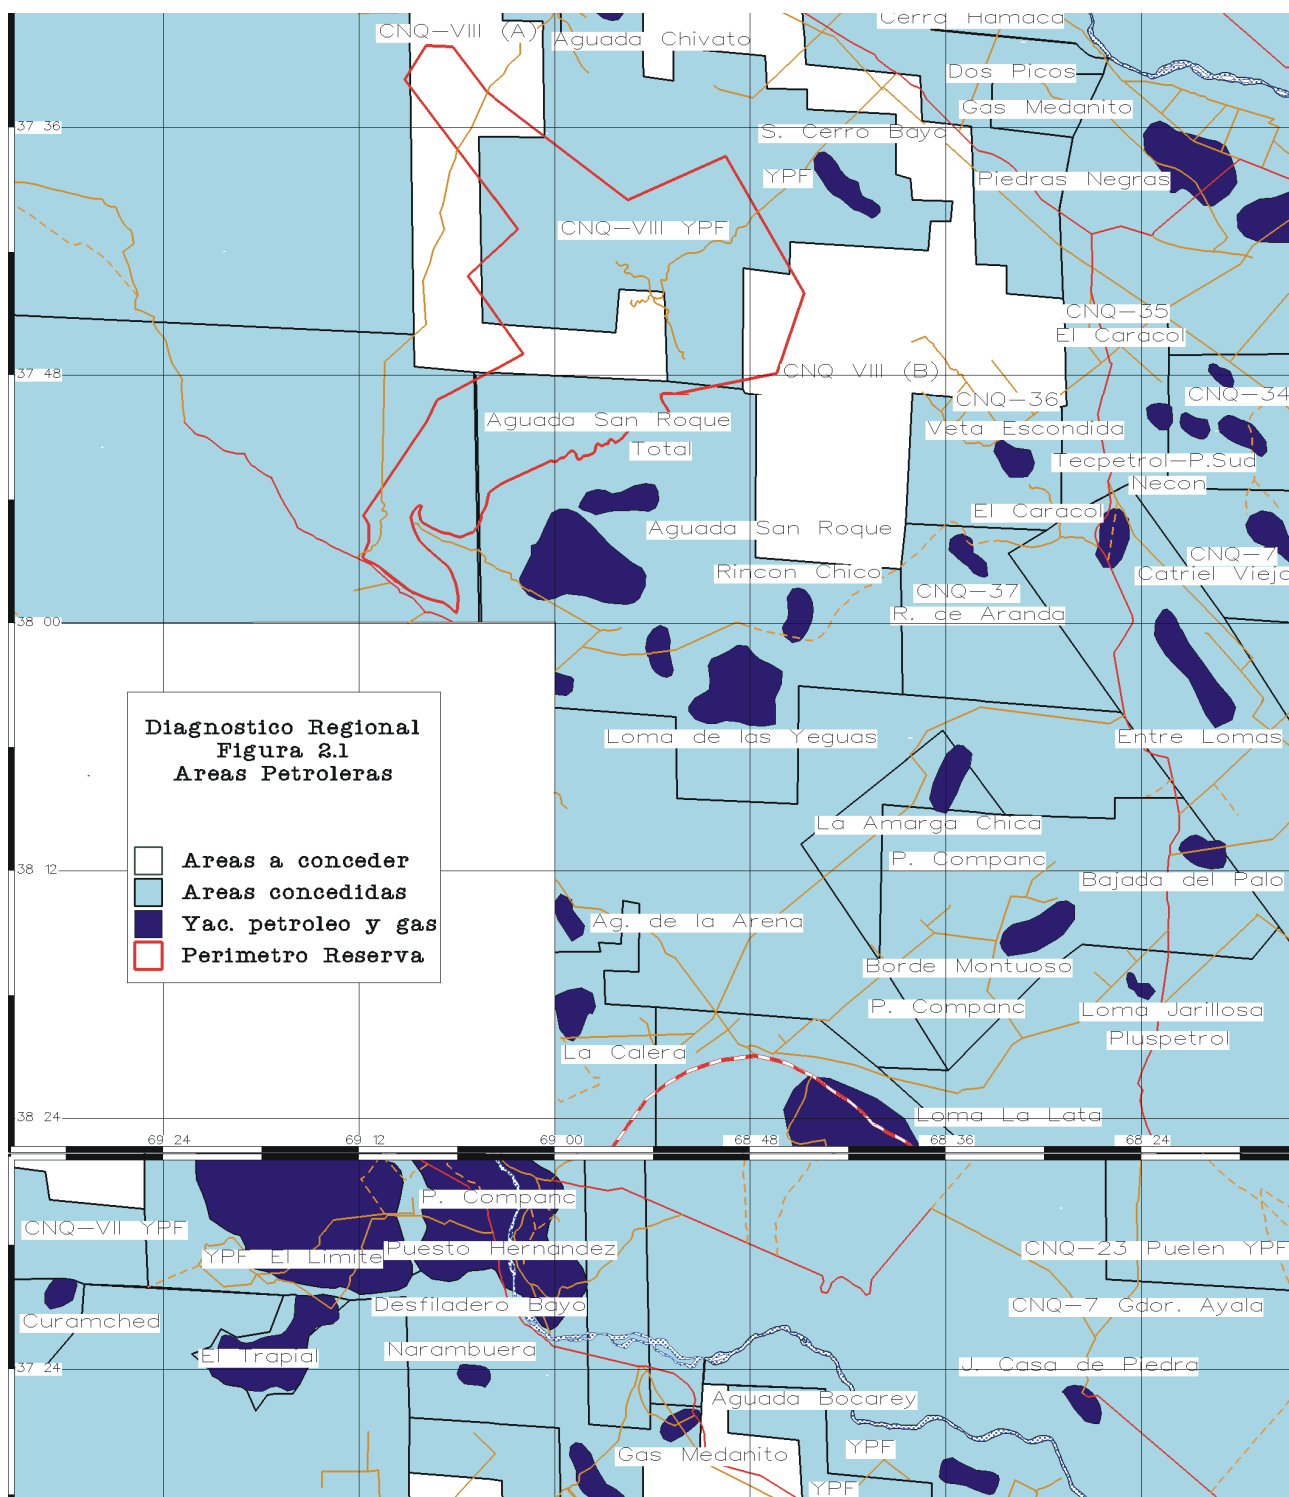 Cerro Hamaca
CNQ-VIII (A)
Aguada Chivato
Dos Picos
Gas Medanito
37 36
S. Cerro Bayo
YPF
Piedras Negras
CNQ-VIII YPF
CNQ-35
El Caracol
37 48
CNQ VIII (B)
CNQ-36
CNQ-34
Aguada San Roque
Veta Escondida
Total
Tecpetrol-P.Sud
Necon
El Caracol
Aguada San Roque
CNQ-7
Rincon Chico
Catriel Viejo
CNQ-37
R. de Aranda
38 00
Diagnostico Regional
Figura 2.1
Areas Petroleras
Loma de las Yeguas
Entre Lomas
La Amarga Chica
Areas a conceder
P. Companc
38 12
Bajada del Palo
Areas concedidas
Yac. petroleo y gas
Ag. de la Arena
Perimetro Reserva
Borde Montuoso
P. Companc
Loma Jarillosa
Pluspetrol
La Calera
Loma La Lata
38 24
69 24
69 12
69 00
68 48
68 36
68 24
P. Companc
CNQ-VII YPF
YPF El Limite
Puesto Hernandez
CNQ-23 Puelen YPF
Desfiladero Bayo
CNQ-7 Gdor. Ayala
Curamched
El Trapial
Narambuera
J. Casa de Piedra
37 24
Aguada Bocarey
Gas Medanito
YPF
YPF